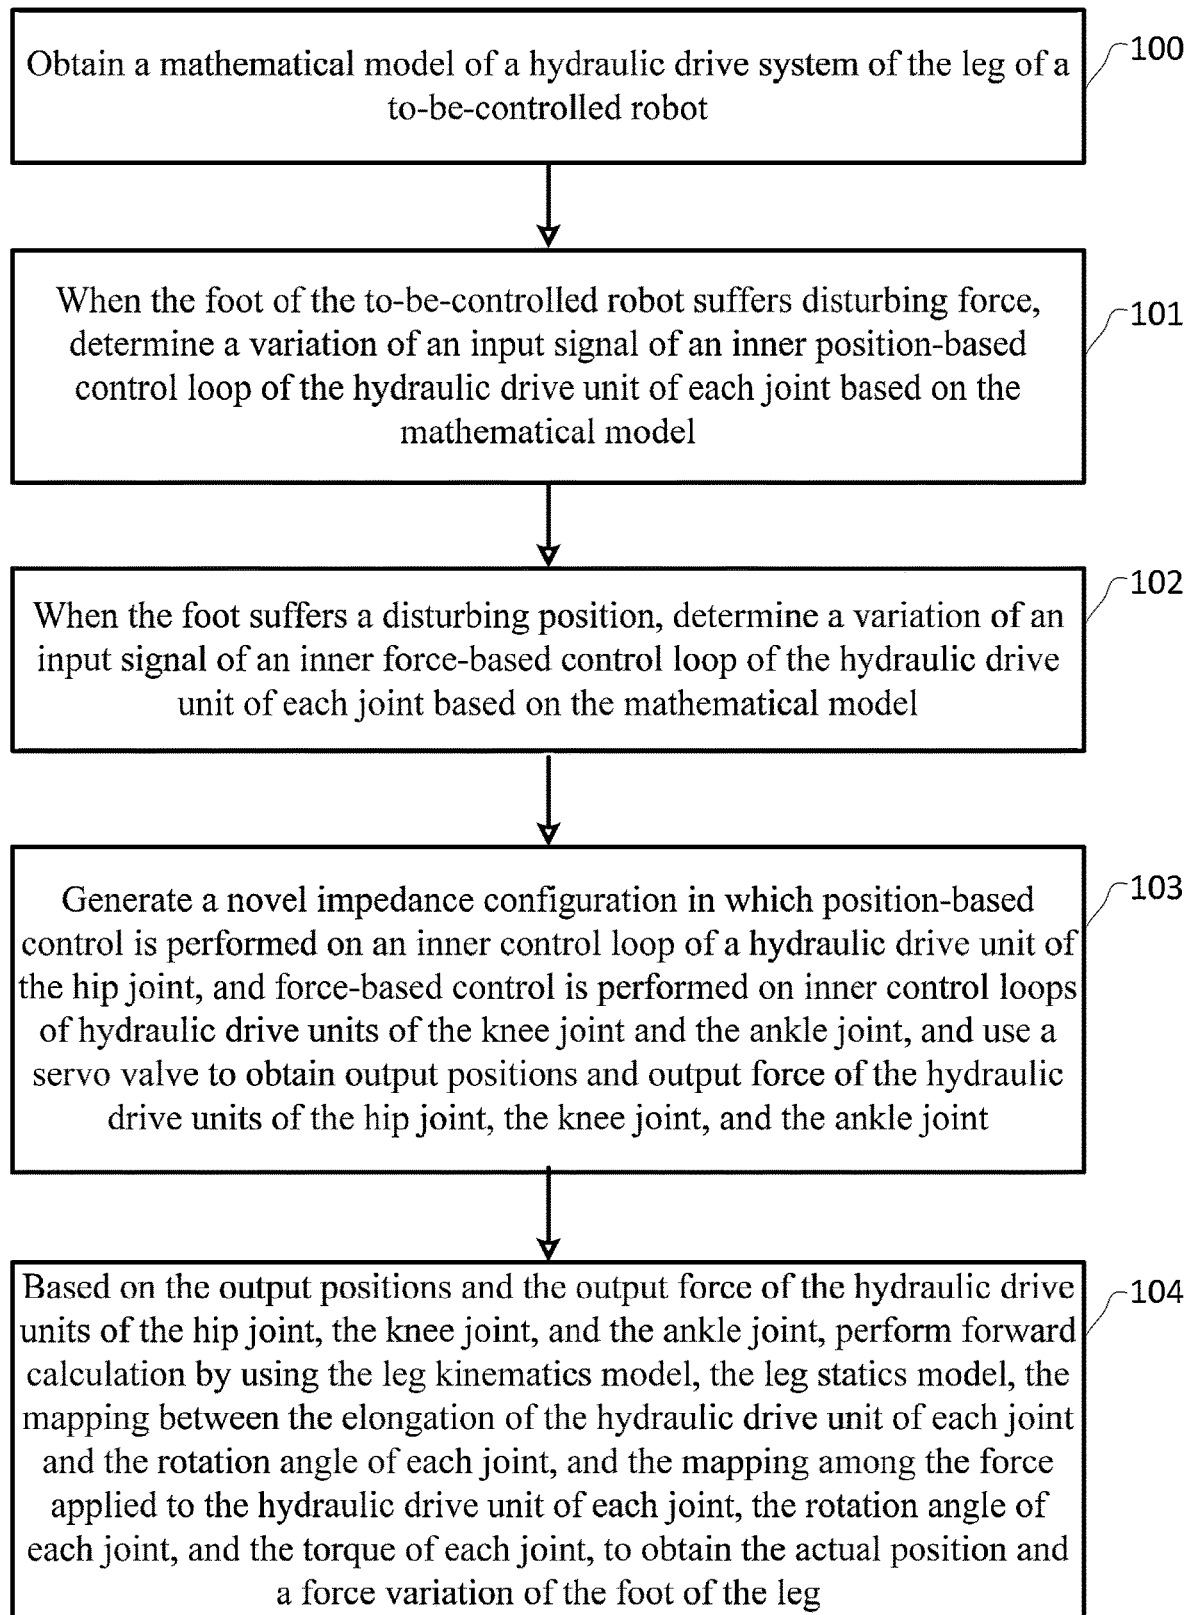 Obtain a mathematical model of a hydraulic drive system of the leg of a
to-be-controlled robot
100
When the foot of the to-be-controlled robot suffers disturbing force,
determine a variation of an input signal of an inner position-based
control loop of the hydraulic drive unit of each joint based on the
mathematical model
101
When the foot suffers a disturbing position, determine a variation of an
input signal of an inner force-based control loop of the hydraulic drive
unit of each joint based on the mathematical model
102
Generate a novel impedance configuration in which position-based
control is performed on an inner control loop of a hydraulic drive unit of
the hip joint, and force-based control is performed on inner control loops
of hydraulic drive units of the knee joint and the ankle joint, and use a
servo valve to obtain output positions and output force of the hydraulic
drive units of the hip joint, the knee joint, and the ankle joint
103
Based on the output positions and the output force of the hydraulic drive
units of the hip joint, the knee joint, and the ankle joint, perform forward
calculation by using the leg kinematics model, the leg statics model, the
mapping between the elongation of the hydraulic drive unit of each joint
and the rotation angle of each joint, and the mapping among the force
applied to the hydraulic drive unit of each joint, the rotation angle of
each joint, and the torque of each joint, to obtain the actual position and
a force variation of the foot of the leg
104